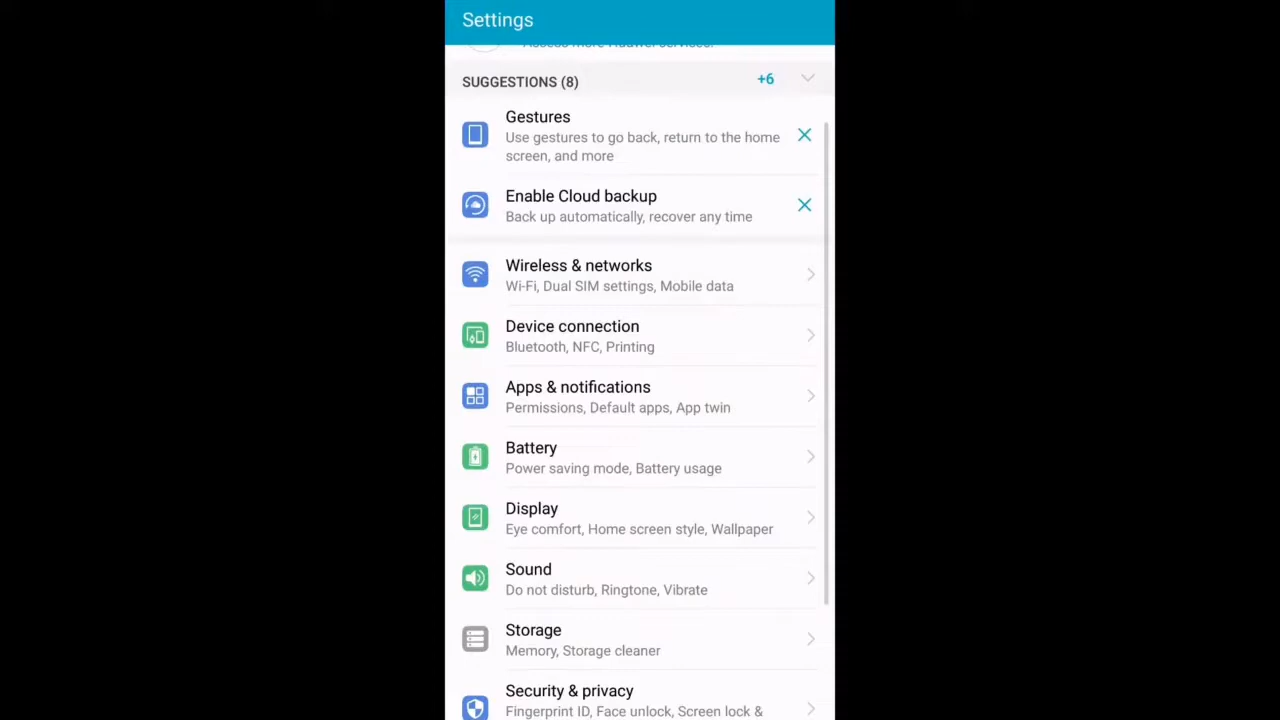 Settings
Access more Huawei services.
SUGGESTIONS (8)
+6
Gestures
Use gestures to go back, return to the home
screen, and more
Enable Cloud backup
Back up automatically, recover any time
Wireless & networks
Wi-Fi, Dual SIM settings, Mobile data
Device connection
Bluetooth, NFC, Printing
Apps & notifications
Permissions, Default apps, App twin
Battery
Power saving mode, Battery usage
Display
Eye comfort, Home screen style, Wallpaper
Sound
Do not disturb, Ringtone, Vibrate
Storage
Memory, Storage cleaner
Security & privacy
Fingerprint ID, Face unlock, Screen lock &